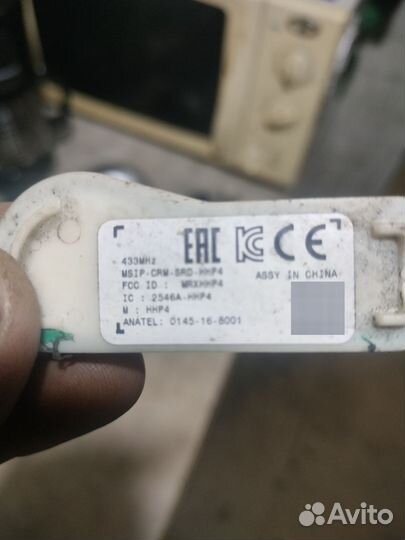 EAC KC CE
433MHz
MSIP-CRM-SRD-HHP4
ASSY IN CHINA
FCC ID : MRXHHP4
IC : 2546A-HHP4
M : HHP4
ANATEL: 0145-16-8001
Avito